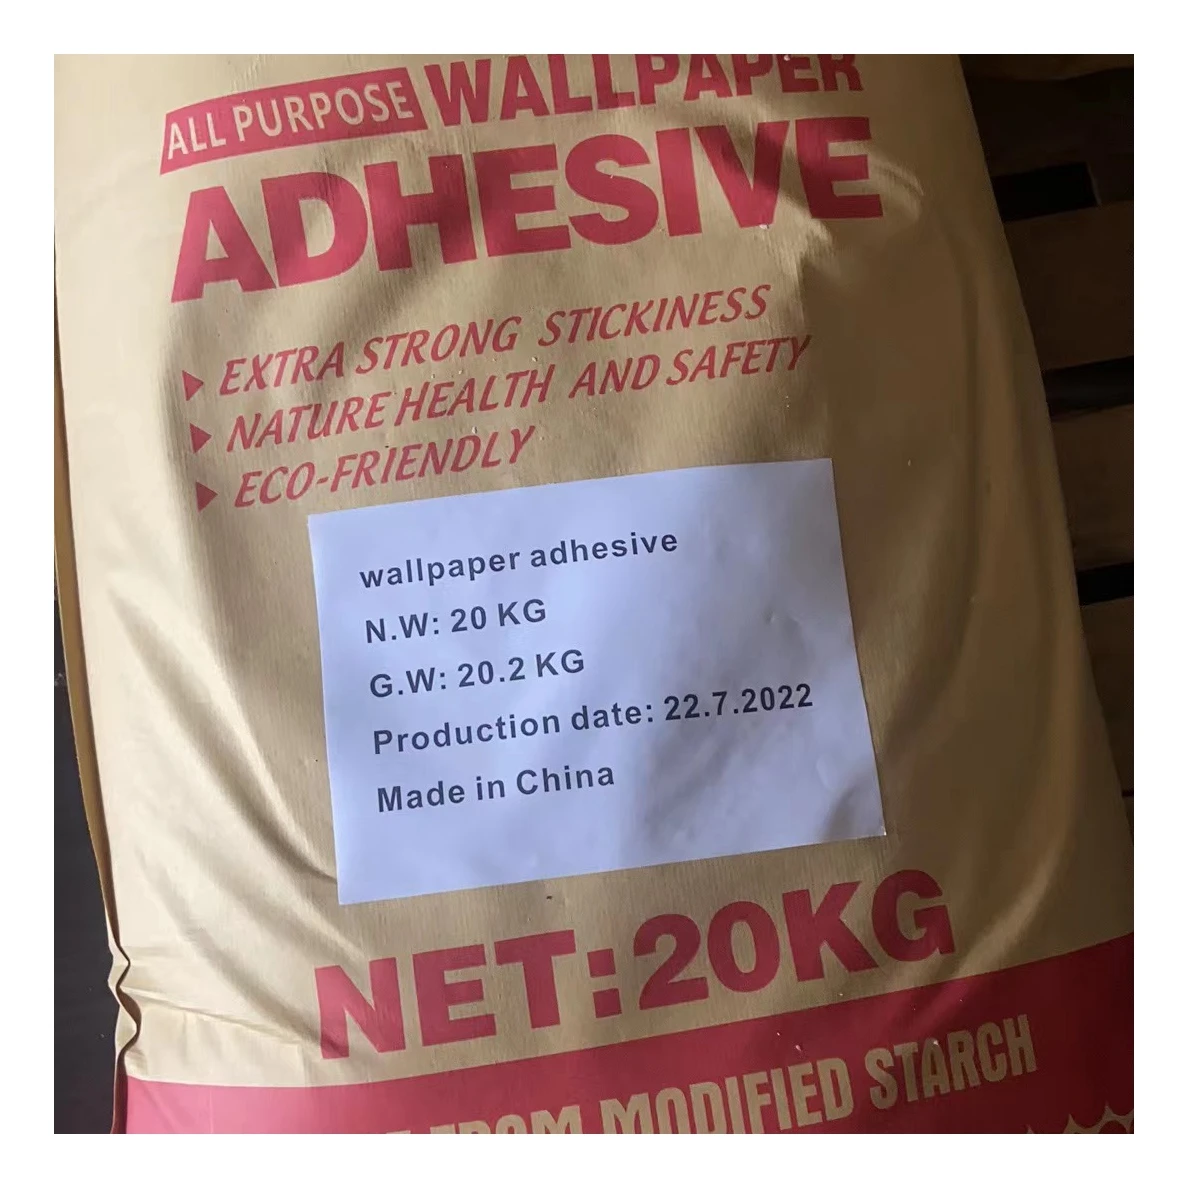 ALL PURPOSE WALLPAPER
ADHESIVE
EXTRA STRONG STICKINESS
NATURE HEALTH AND SAFETY
ECO-FRIENDLY
wallpaper adhesive
N.W: 20 KG
G.W: 20.2 KG
Production date: 22.7.2022
Made in China
NET:20KG
FROM MODIFIED STARCH